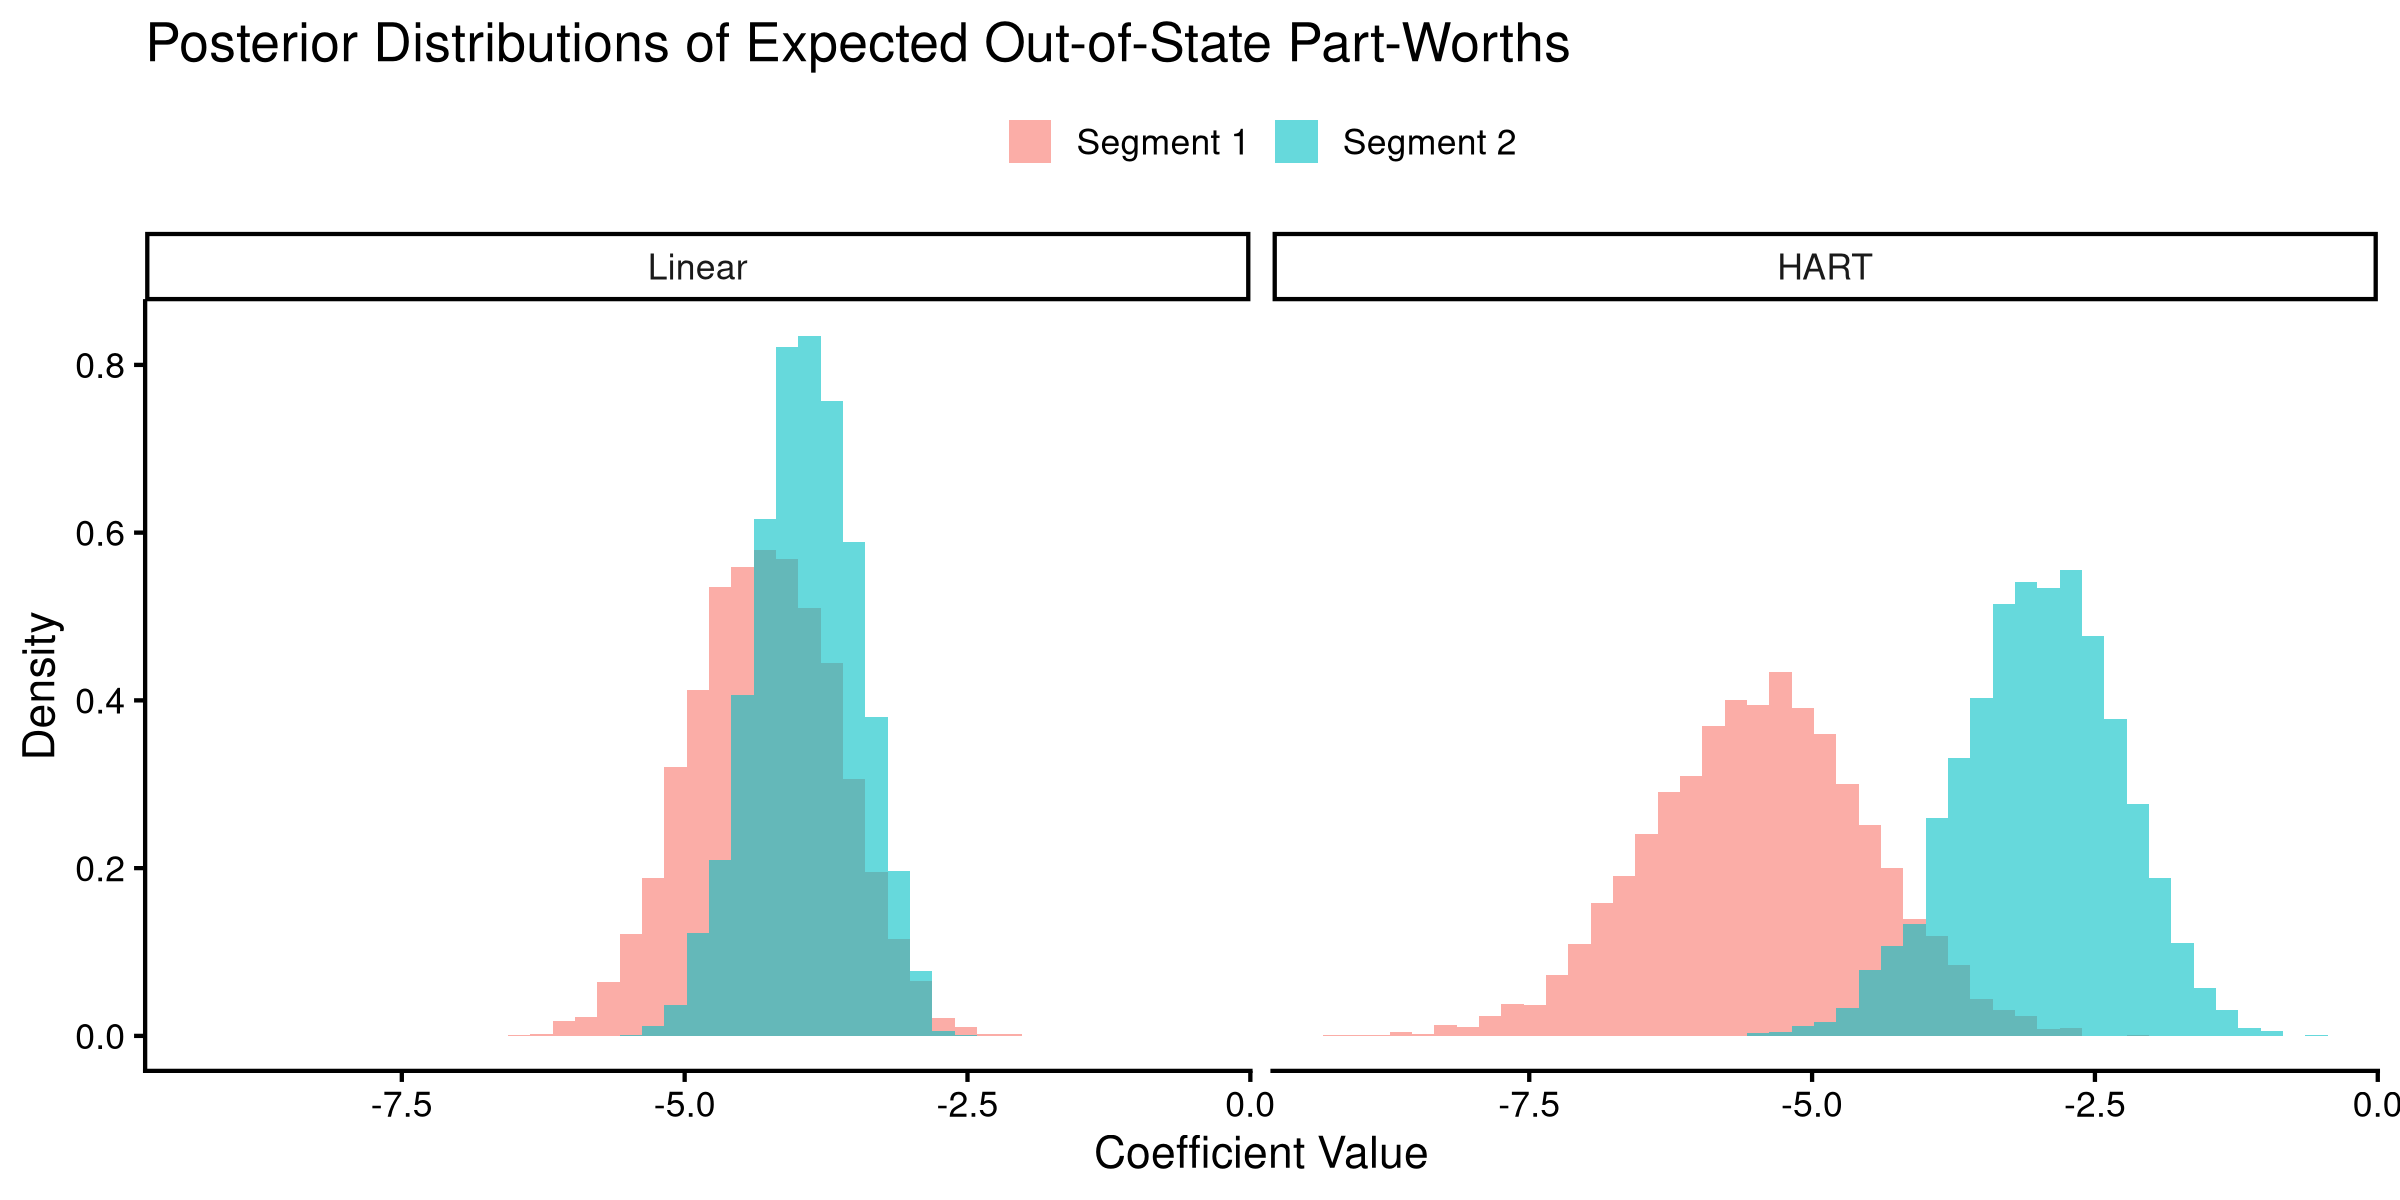 Posterior Distributions of Expected Out-of-State Part-Worths
Segment 1 Segment 2
Linear HART
Density
0.8
0.6
0.4
0.2
0.0
-7.5 -5.0 -2.5 0.0 -7.5 -5.0 -2.5 0.0
Coefficient Value